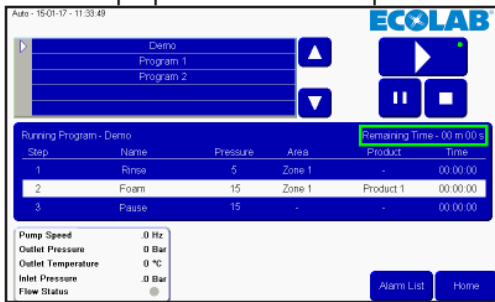 Auto - 15-01-17 - 11:33:49
ECOLAB
Demo
Program 1
Program 2
Running Program - Demo Remaining Time - 00 m 00 s
Step Name Pressure Area Product Time
1 Rinse 5 Zone 1 - 00:00:00
2 Foam 15 Zone 1 Product 1 00:00:00
3 Pause 15 - - 00:00:00
Pump Speed .0 Hz
Outlet Pressure 0 Bar
Outlet Temperature 0 °C
Inlet Pressure .0 Bar
Flow Status
Alarm List Home